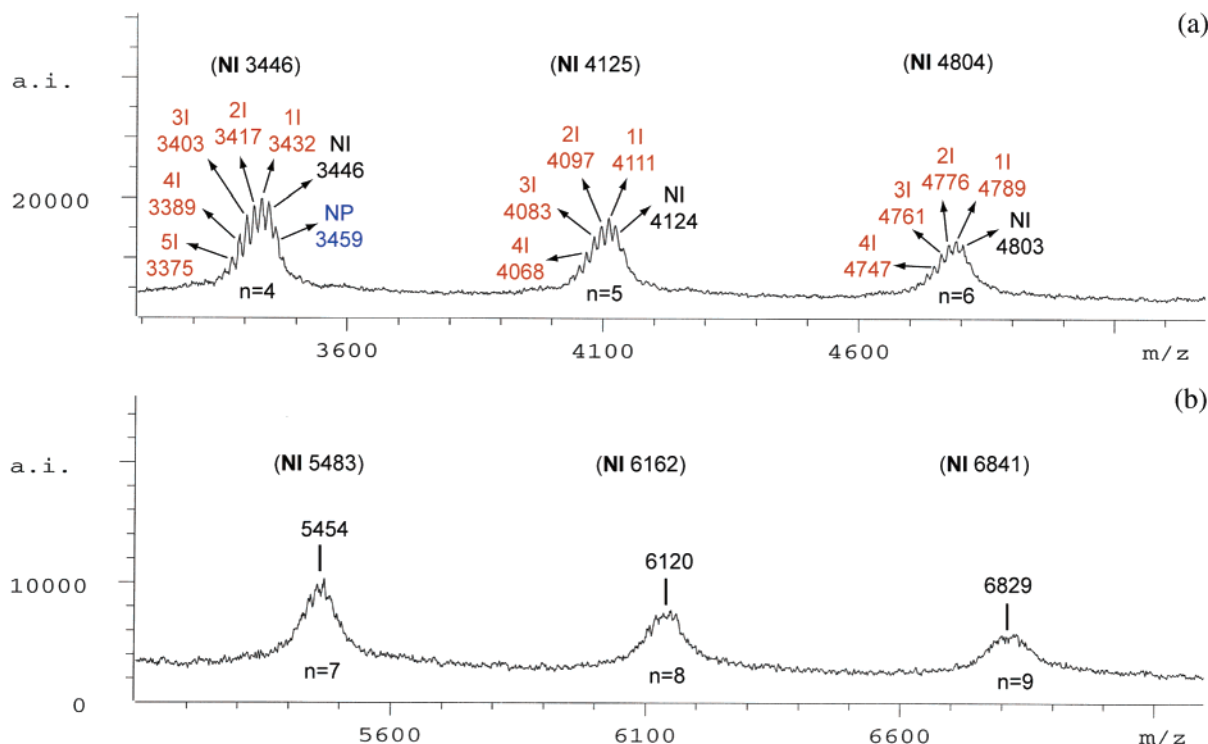 (a)
(NI 3446) (NI 4125) (NI 4804)
a.i.
3I 2I 1I NI
3403 3417 3432 3446
4I
3389
NP
3459
5I
3375
n=4
2I 1I
4097 4111
3I NI
4083 4124
4I
4068
n=5
2I 1I
4776 4789
3I NI
4761 4803
4I
4747
n=6
20000
3600 4100 4600 m/z
(b)
a.i.
(NI 5483) (NI 6162) (NI 6841)
5454 6120 6829
10000
n=7 n=8 n=9
0
5600 6100 6600 m/z